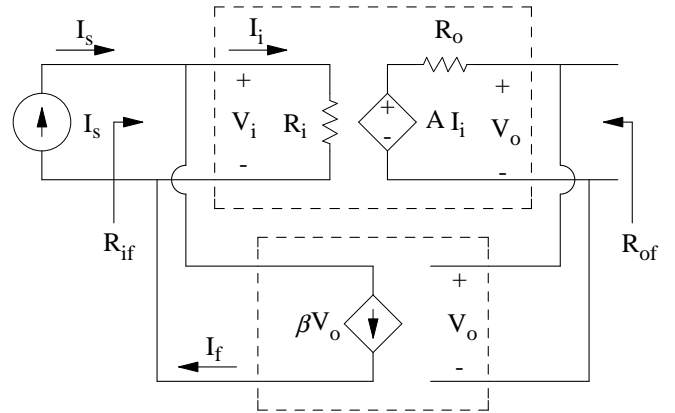 I_s I_i R_o
+ + +
I_s V_i R_i A I_i V_o
- - -
R_if R_of
+
βV_o V_o
I_f -